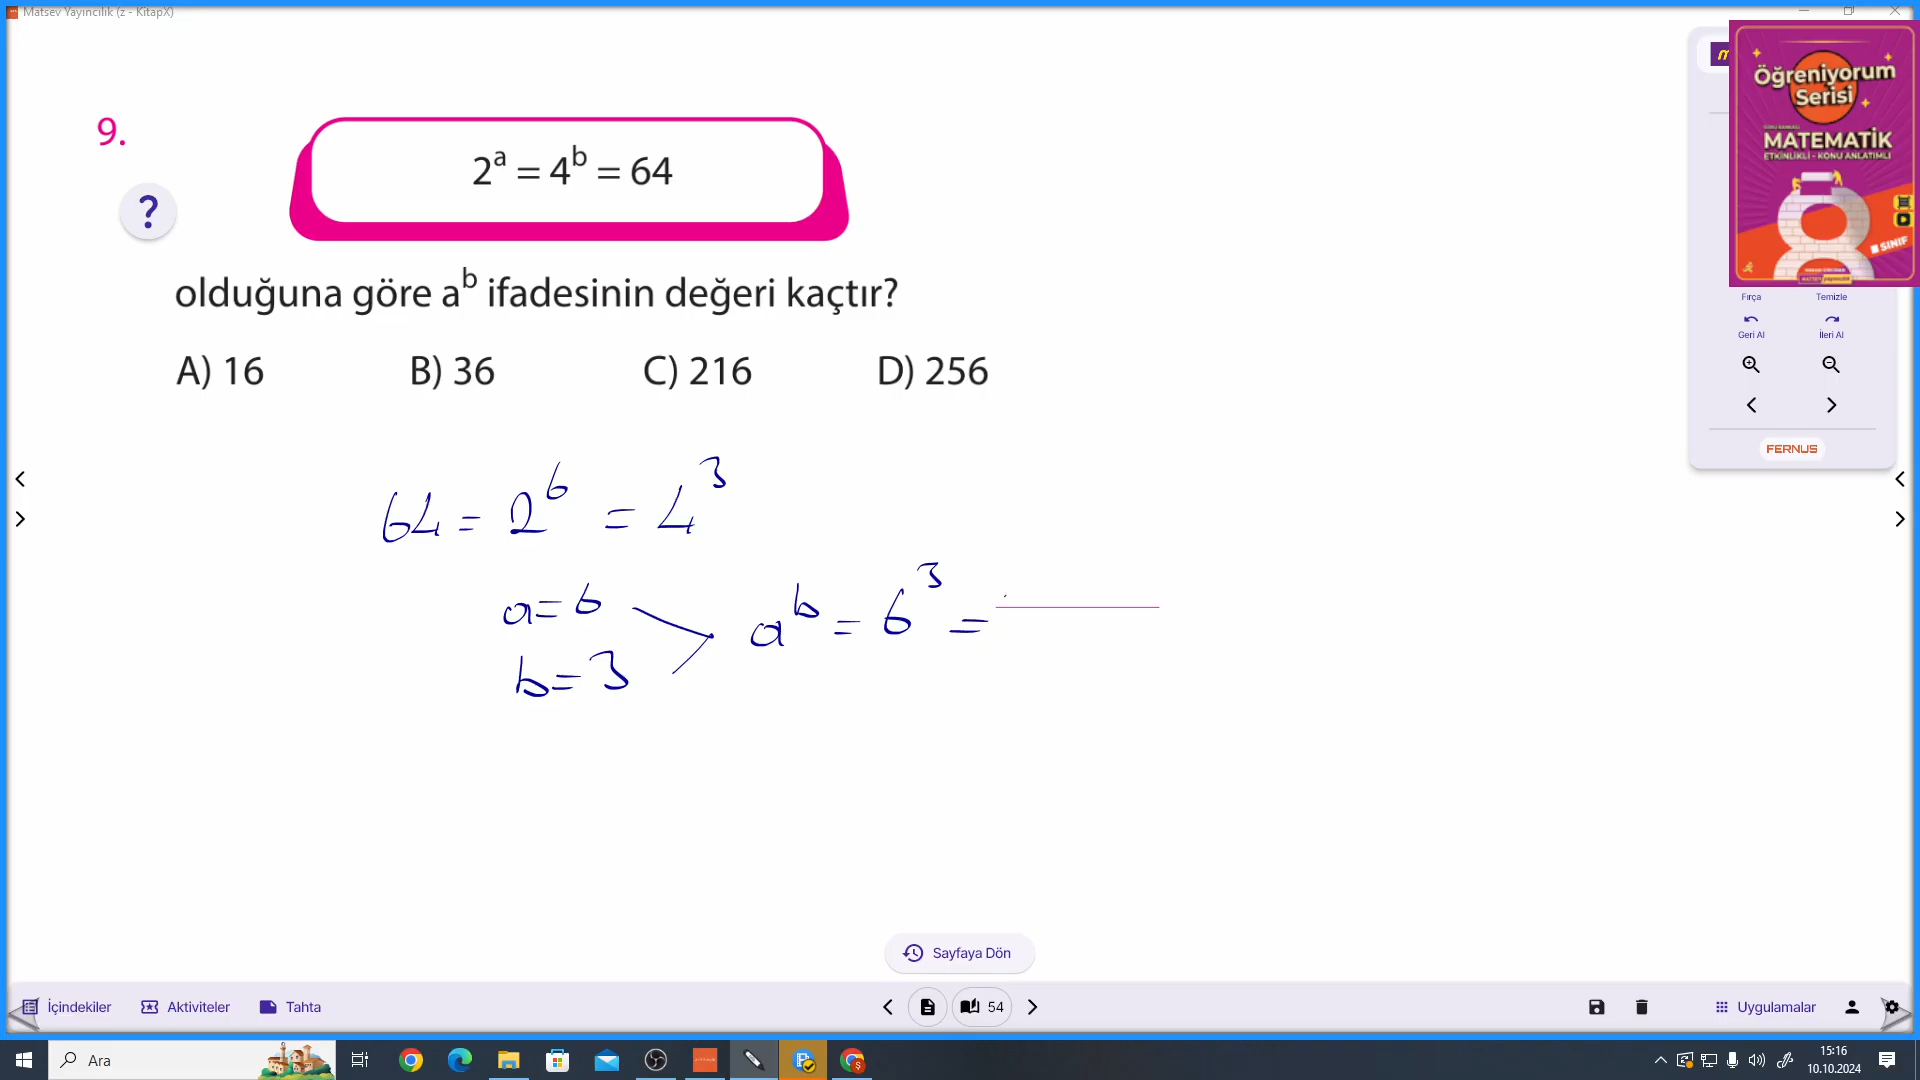 Matsev Yayıncılık (z - KitapX)
9.
2^a = 4^b = 64
?
olduğuna göre a^b ifadesinin değeri kaçtır?
A) 16 B) 36 C) 216 D) 256
64 = 2^6 = 4^3
a = 6
b = 3
a^b = 6^3 =
Öğreniyorum
Serisi
MATEMATİK
ETKİNLİKLİ - KONU ANLATIMLI
8. SINIF
Fırça Temizle
Geri Al İleri Al
FERNUS
Sayfaya Dön
İçindekiler Aktiviteler Tahta 54 Uygulamalar
Ara 15:16
10.10.2024